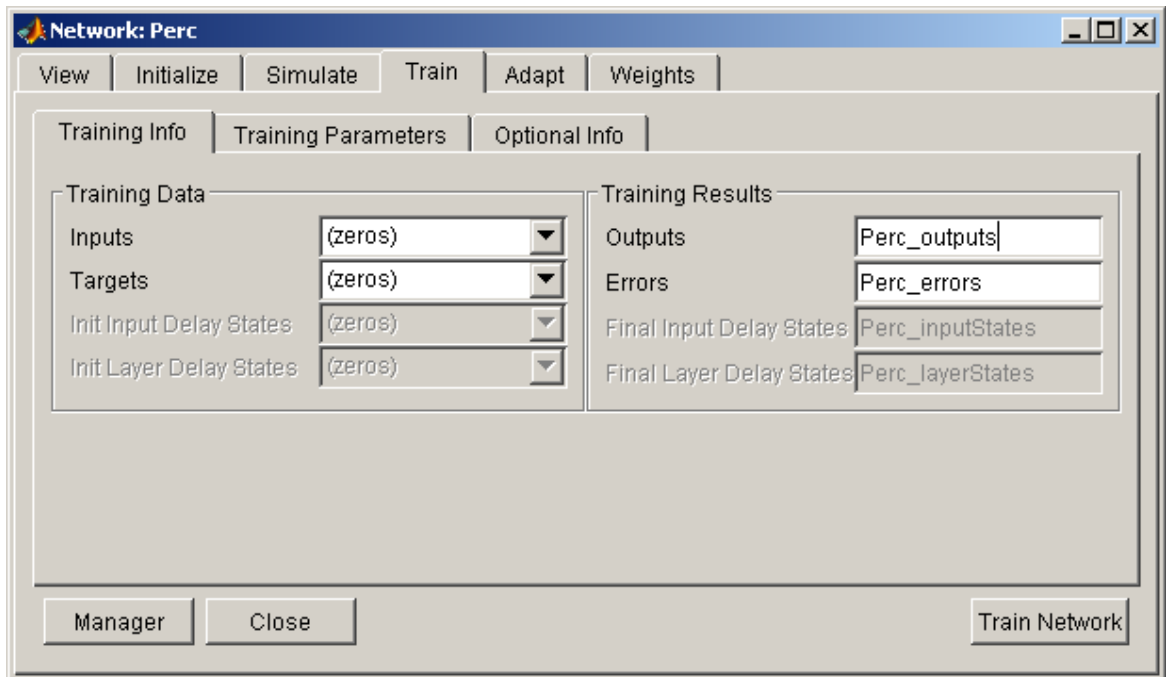 Network: Perc
View Initialize Simulate Train Adapt Weights
Training Info Training Parameters Optional Info
Training Data
Inputs (zeros)
Targets (zeros)
Init Input Delay States (zeros)
Init Layer Delay States (zeros)
Training Results
Outputs Perc_outputs
Errors Perc_errors
Final Input Delay States Perc_inputStates
Final Layer Delay States Perc_layerStates
Manager Close Train Network